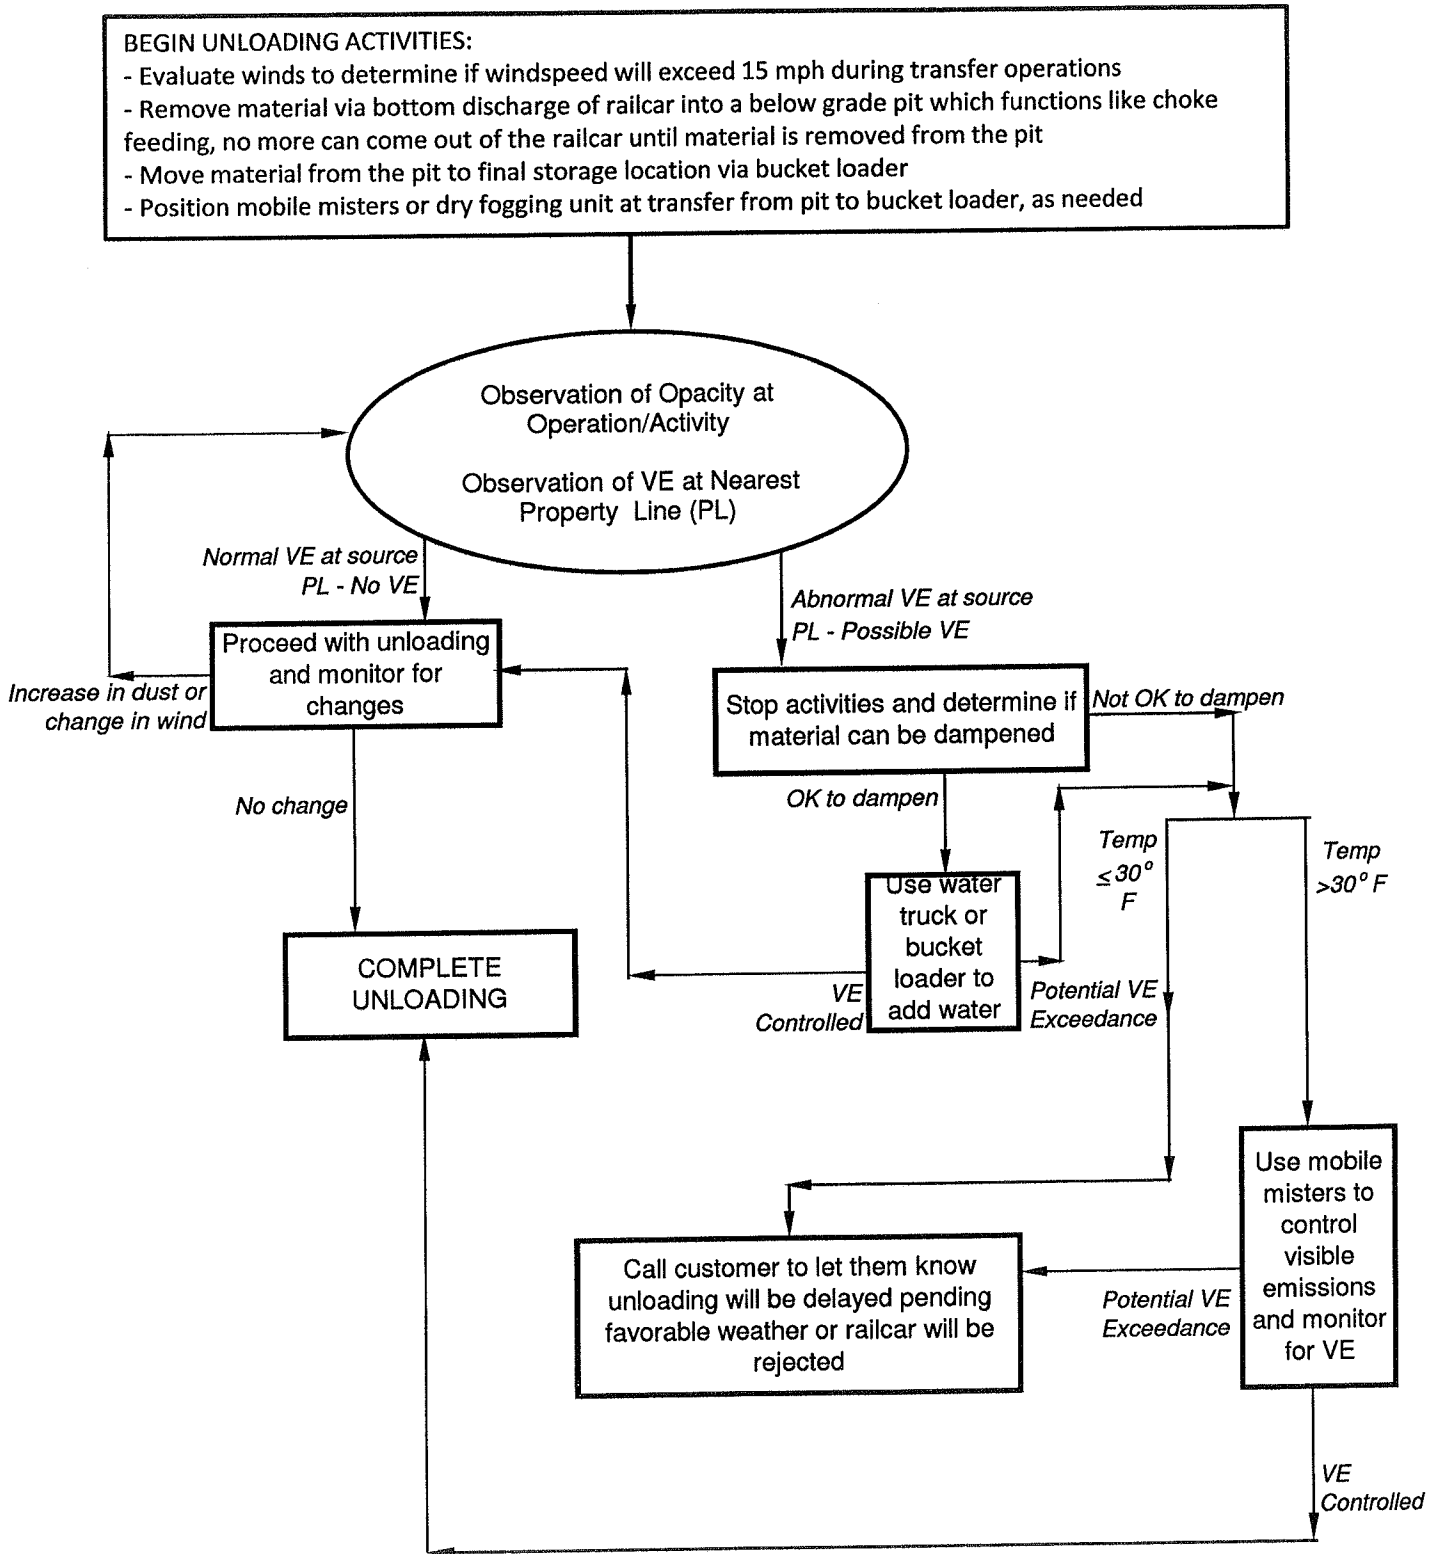 BEGIN UNLOADING ACTIVITIES:
- Evaluate winds to determine if windspeed will exceed 15 mph during transfer operations
- Remove material via bottom discharge of railcar into a below grade pit which functions like choke
feeding, no more can come out of the railcar until material is removed from the pit
- Move material from the pit to final storage location via bucket loader
- Position mobile misters or dry fogging unit at transfer from pit to bucket loader, as needed
Observation of Opacity at
Operation/Activity
Observation of VE at Nearest
Property Line (PL)
Normal VE at source
PL - No VE
Abnormal VE at source
PL - Possible VE
Proceed with unloading
and monitor for
changes
Increase in dust or
change in wind
Stop activities and determine if
material can be dampened
Not OK to dampen
No change
OK to dampen
Temp
≤30° 
F
Temp
>30° F
Use water
truck or
bucket
loader to
add water
COMPLETE
UNLOADING
VE
Controlled
Potential VE
Exceedance
Use mobile
misters to
control
visible
emissions
and monitor
for VE
Call customer to let them know
unloading will be delayed pending
favorable weather or railcar will be
rejected
Potential VE
Exceedance
VE
Controlled